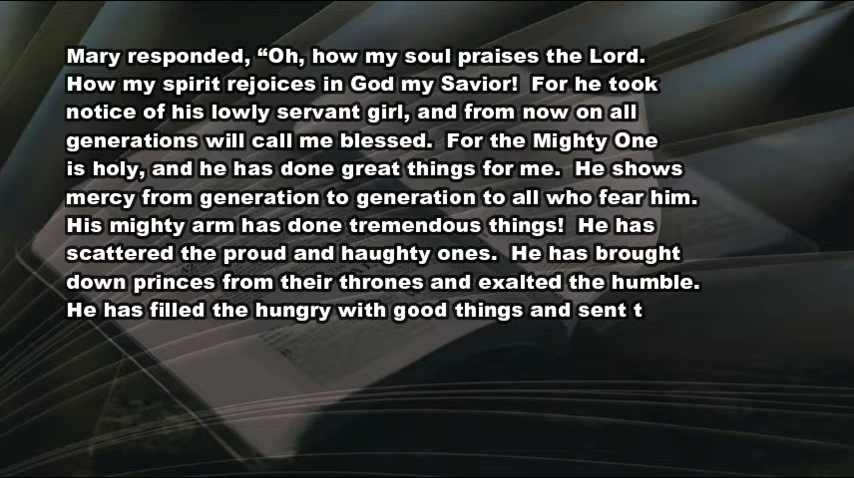 Mary responded, “Oh, how my soul praises the Lord.
How my spirit rejoices in God my Savior!  For he took
notice of his lowly servant girl, and from now on all
generations will call me blessed.  For the Mighty One
is holy, and he has done great things for me.  He shows
mercy from generation to generation to all who fear him.
His mighty arm has done tremendous things!  He has
scattered the proud and haughty ones.  He has brought
down princes from their thrones and exalted the humble.
He has filled the hungry with good things and sent t